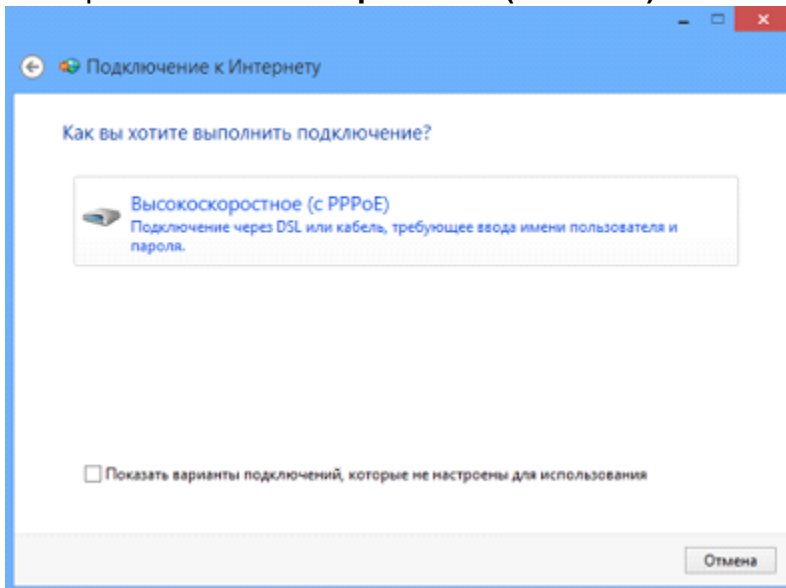 Подключение к Интернету
Как вы хотите выполнить подключение?
Высокоскоростное (с PPPoE)
Подключение через DSL или кабель, требующее ввода имени пользователя и
пароля.
Показать варианты подключений, которые не настроены для использования
Отмена